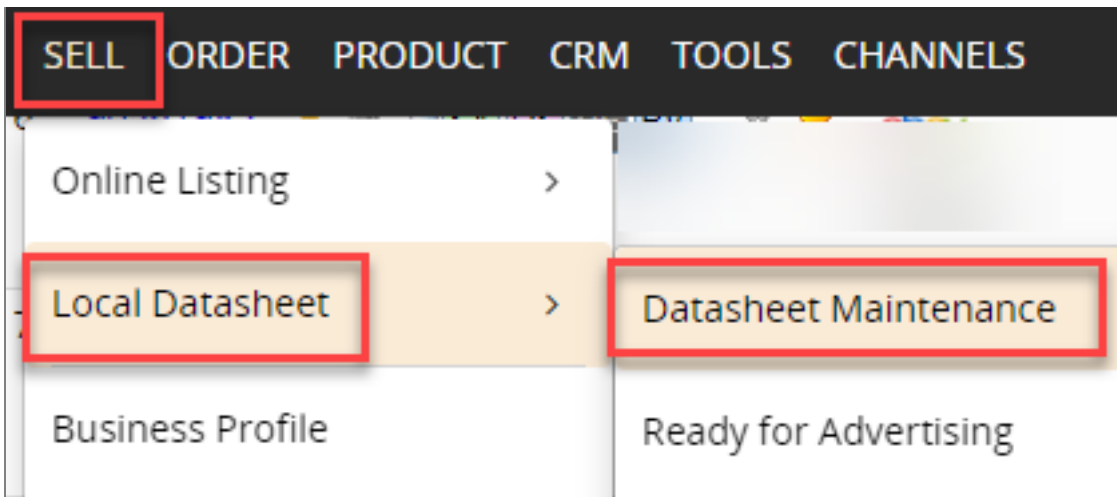 SELL ORDER PRODUCT CRM TOOLS CHANNELS
Online Listing
Local Datasheet
Datasheet Maintenance
Business Profile
Ready for Advertising